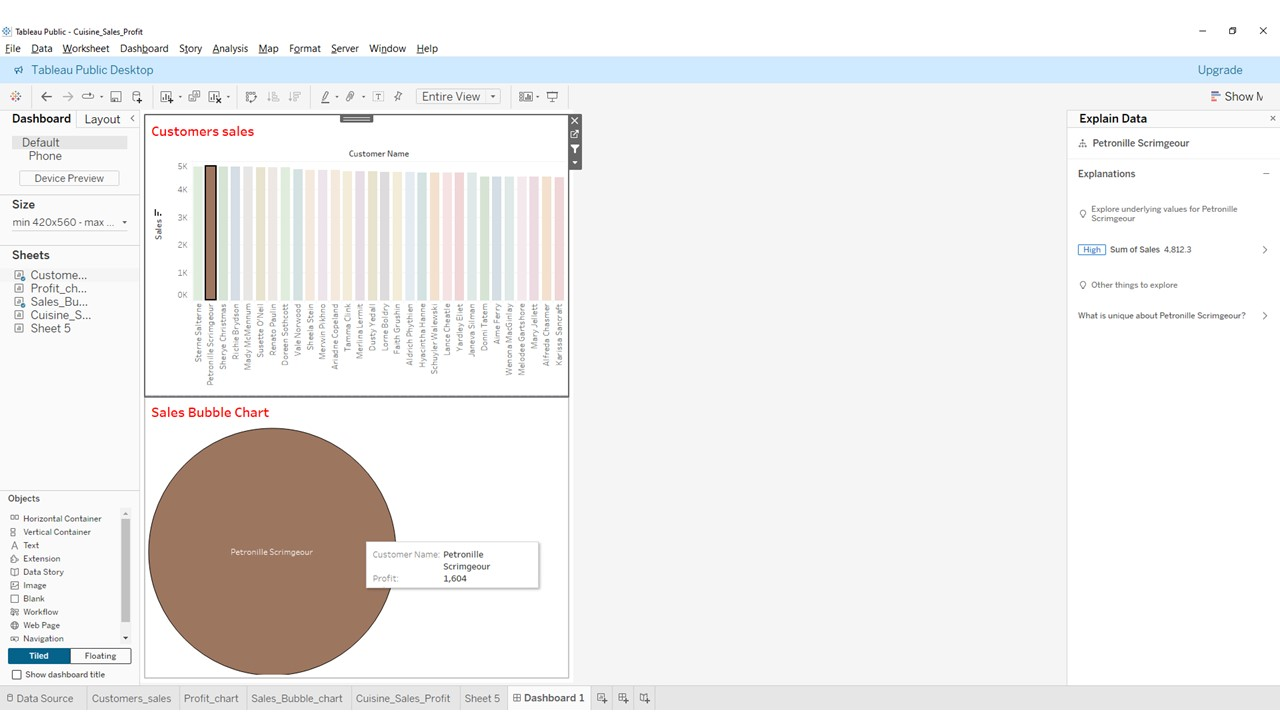 Tableau Public - Cuisine_Sales_Profit
File Data Worksheet Dashboard Story Analysis Map Format Server Window Help
Tableau Public Desktop
Upgrade
Entire View
Show M
Dashboard Layout
Default
Phone
Device Preview
Size
min 420x560 - max ...
Sheets
Custome...
Profit_ch...
Sales_Bu...
Cuisine_S...
Sheet 5
Objects
Horizontal Container
Vertical Container
Text
Extension
Data Story
Image
Blank
Workflow
Web Page
Navigation
Tiled Floating
Show dashboard title
Customers sales
Customer Name
Sales
5K
4K
3K
2K
1K
0K
Sterne Salterne
Petronille Scrimgeour
Sherye Christmas
Richie Brydson
Mady McMennum
Susette O'Neil
Renato Paulin
Doreen Sothcott
Vale Norwood
Sheela Stein
Merwin Pikhno
Ariadne Copeland
Tamma Clink
Merlina Lermit
Dusty Yedall
Lorne Boldry
Faith Grushin
Aldrich Phythien
Hyacintha Hanne
Schuyler Walewski
Lance Cheatle
Yardley Eliet
Janeva Silman
Donni Tatem
Aime Ferry
Wenona MacGinlay
Melodee Gartshore
Mary Jellett
Alfreda Chasmer
Karissa Sancraft
Sales Bubble Chart
Petronille Scrimgeour
Customer Name: Petronille
Scrimgeour
Profit: 1,604
Explain Data
Petronille Scrimgeour
Explanations
Explore underlying values for Petronille
Scrimgeour
High Sum of Sales 4,812.3
Other things to explore
What is unique about Petronille Scrimgeour?
Data Source Customers_sales Profit_chart Sales_Bubble_chart Cuisine_Sales_Profit Sheet 5 Dashboard 1